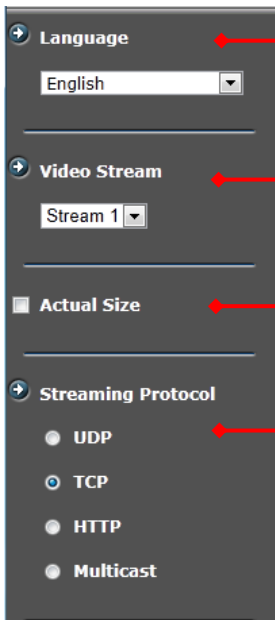 Language
English
Video Stream
Stream 1
Actual Size
Streaming Protocol
UDP
TCP
HTTP
Multicast